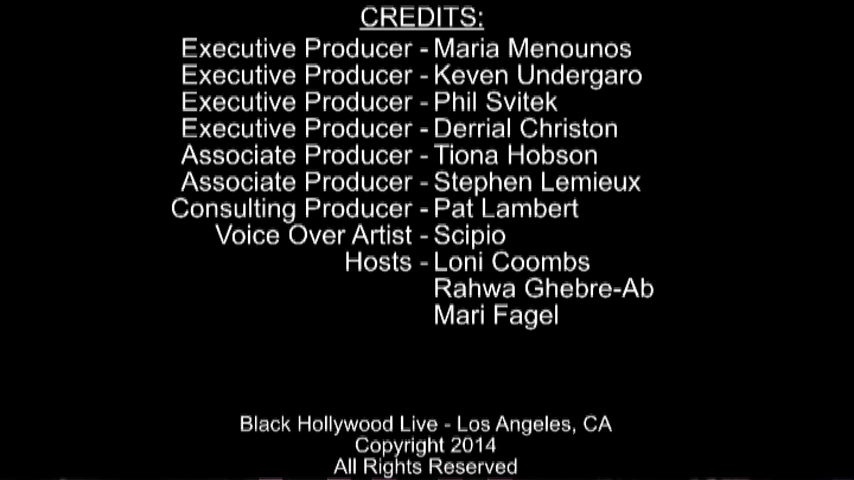 CREDITS:
Executive Producer - Maria Menounos
Executive Producer - Keven Undergaro
Executive Producer - Phil Svitek
Executive Producer - Derrial Christon
Associate Producer - Tiona Hobson
Associate Producer - Stephen Lemieux
Consulting Producer - Pat Lambert
Voice Over Artist - Scipio
Hosts - Loni Coombs
Rahwa Ghebre-Ab
Mari Fagel
Black Hollywood Live - Los Angeles, CA
Copyright 2014
All Rights Reserved